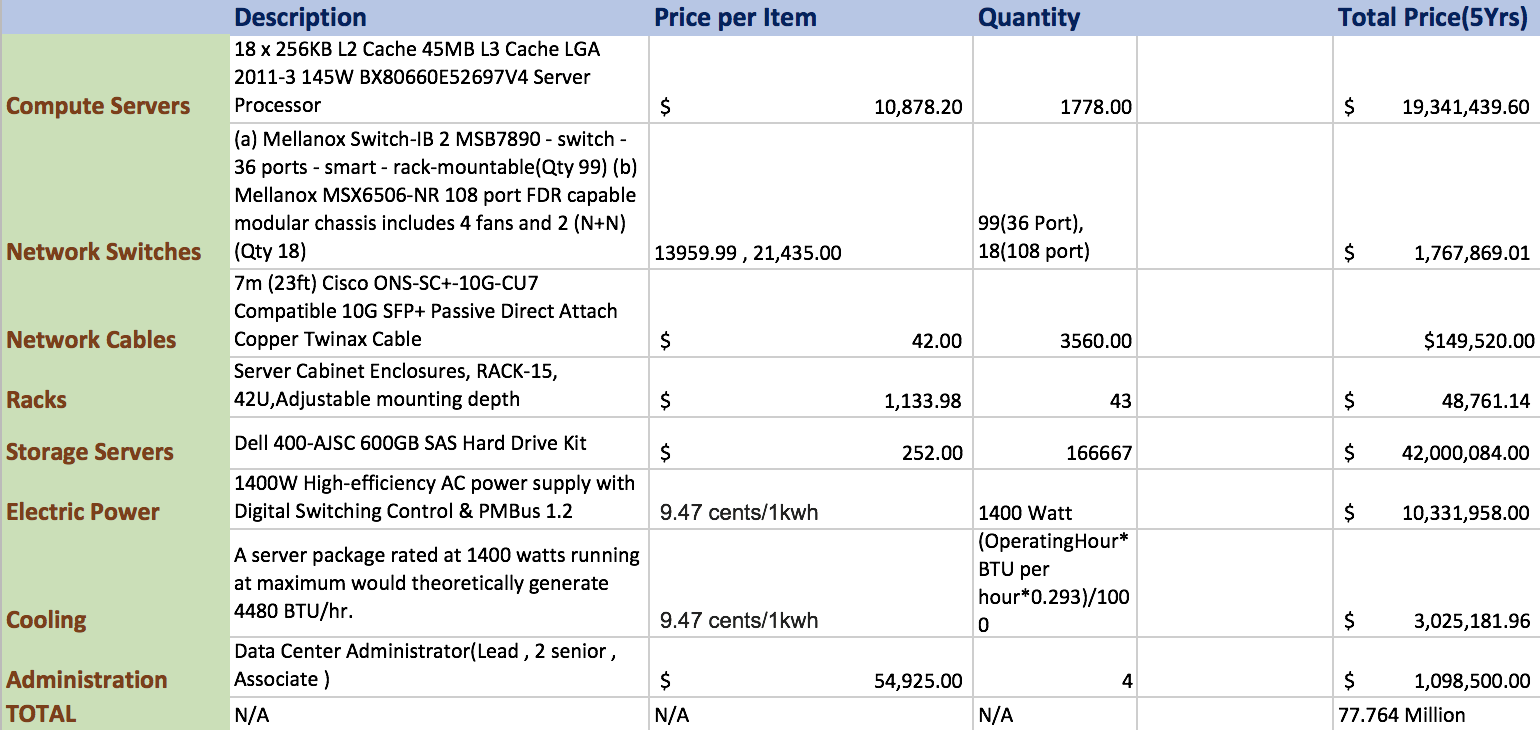 Description Price per Item Quantity Total Price(5Yrs)
18 x 256KB L2 Cache 45MB L3 Cache LGA
2011-3 145W BX80660E52697V4 Server
Compute Servers Processor $ 10,878.20 1778.00 $ 19,341,439.60
(a) Mellanox Switch-IB 2 MSB7890 - switch -
36 ports - smart - rack-mountable(Qty 99) (b)
Mellanox MSX6506-NR 108 port FDR capable
modular chassis includes 4 fans and 2 (N+N) 99(36 Port),
Network Switches (Qty 18) 13959.99 , 21,435.00 18(108 port) $ 1,767,869.01
7m (23ft) Cisco ONS-SC+-10G-CU7
Compatible 10G SFP+ Passive Direct Attach
Network Cables Copper Twinax Cable $ 42.00 3560.00 $149,520.00
Server Cabinet Enclosures, RACK-15,
Racks 42U,Adjustable mounting depth $ 1,133.98 43 $ 48,761.14
Storage Servers Dell 400-AJSC 600GB SAS Hard Drive Kit $ 252.00 166667 $ 42,000,084.00
1400W High-efficiency AC power supply with
Electric Power Digital Switching Control & PMBus 1.2 9.47 cents/1kwh 1400 Watt $ 10,331,958.00
(OperatingHour*
A server package rated at 1400 watts running BTU per
at maximum would theoretically generate hour*0.293)/100
Cooling 4480 BTU/hr. 9.47 cents/1kwh 0 $ 3,025,181.96
Data Center Administrator(Lead , 2 senior ,
Administration Associate ) $ 54,925.00 4 $ 1,098,500.00
TOTAL N/A N/A N/A 77.764 Million